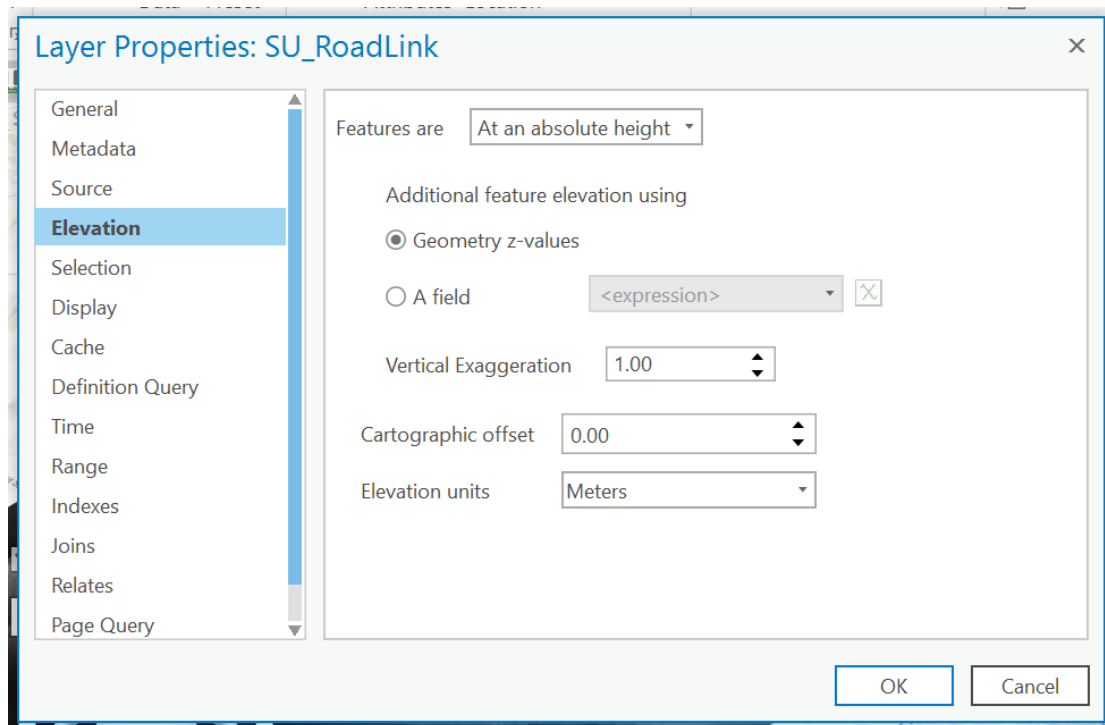 Layer Properties: SU_RoadLink
General
Metadata
Source
Elevation
Selection
Display
Cache
Definition Query
Time
Range
Indexes
Joins
Relates
Page Query
Features are At an absolute height
Additional feature elevation using
Geometry z-values
A field <expression>
Vertical Exaggeration 1.00
Cartographic offset 0.00
Elevation units Meters
OK Cancel